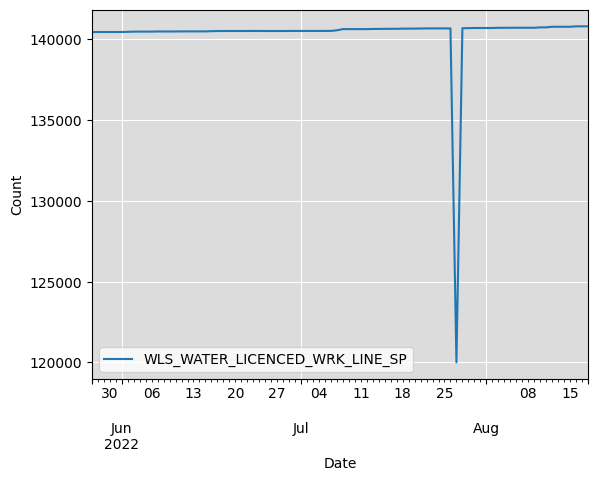 140000
135000
130000
125000
120000
Count
WLS_WATER_LICENCED_WRK_LINE_SP
30 06 13 20 27 04 11 18 25 08 15
Jun Jul Aug
2022
Date